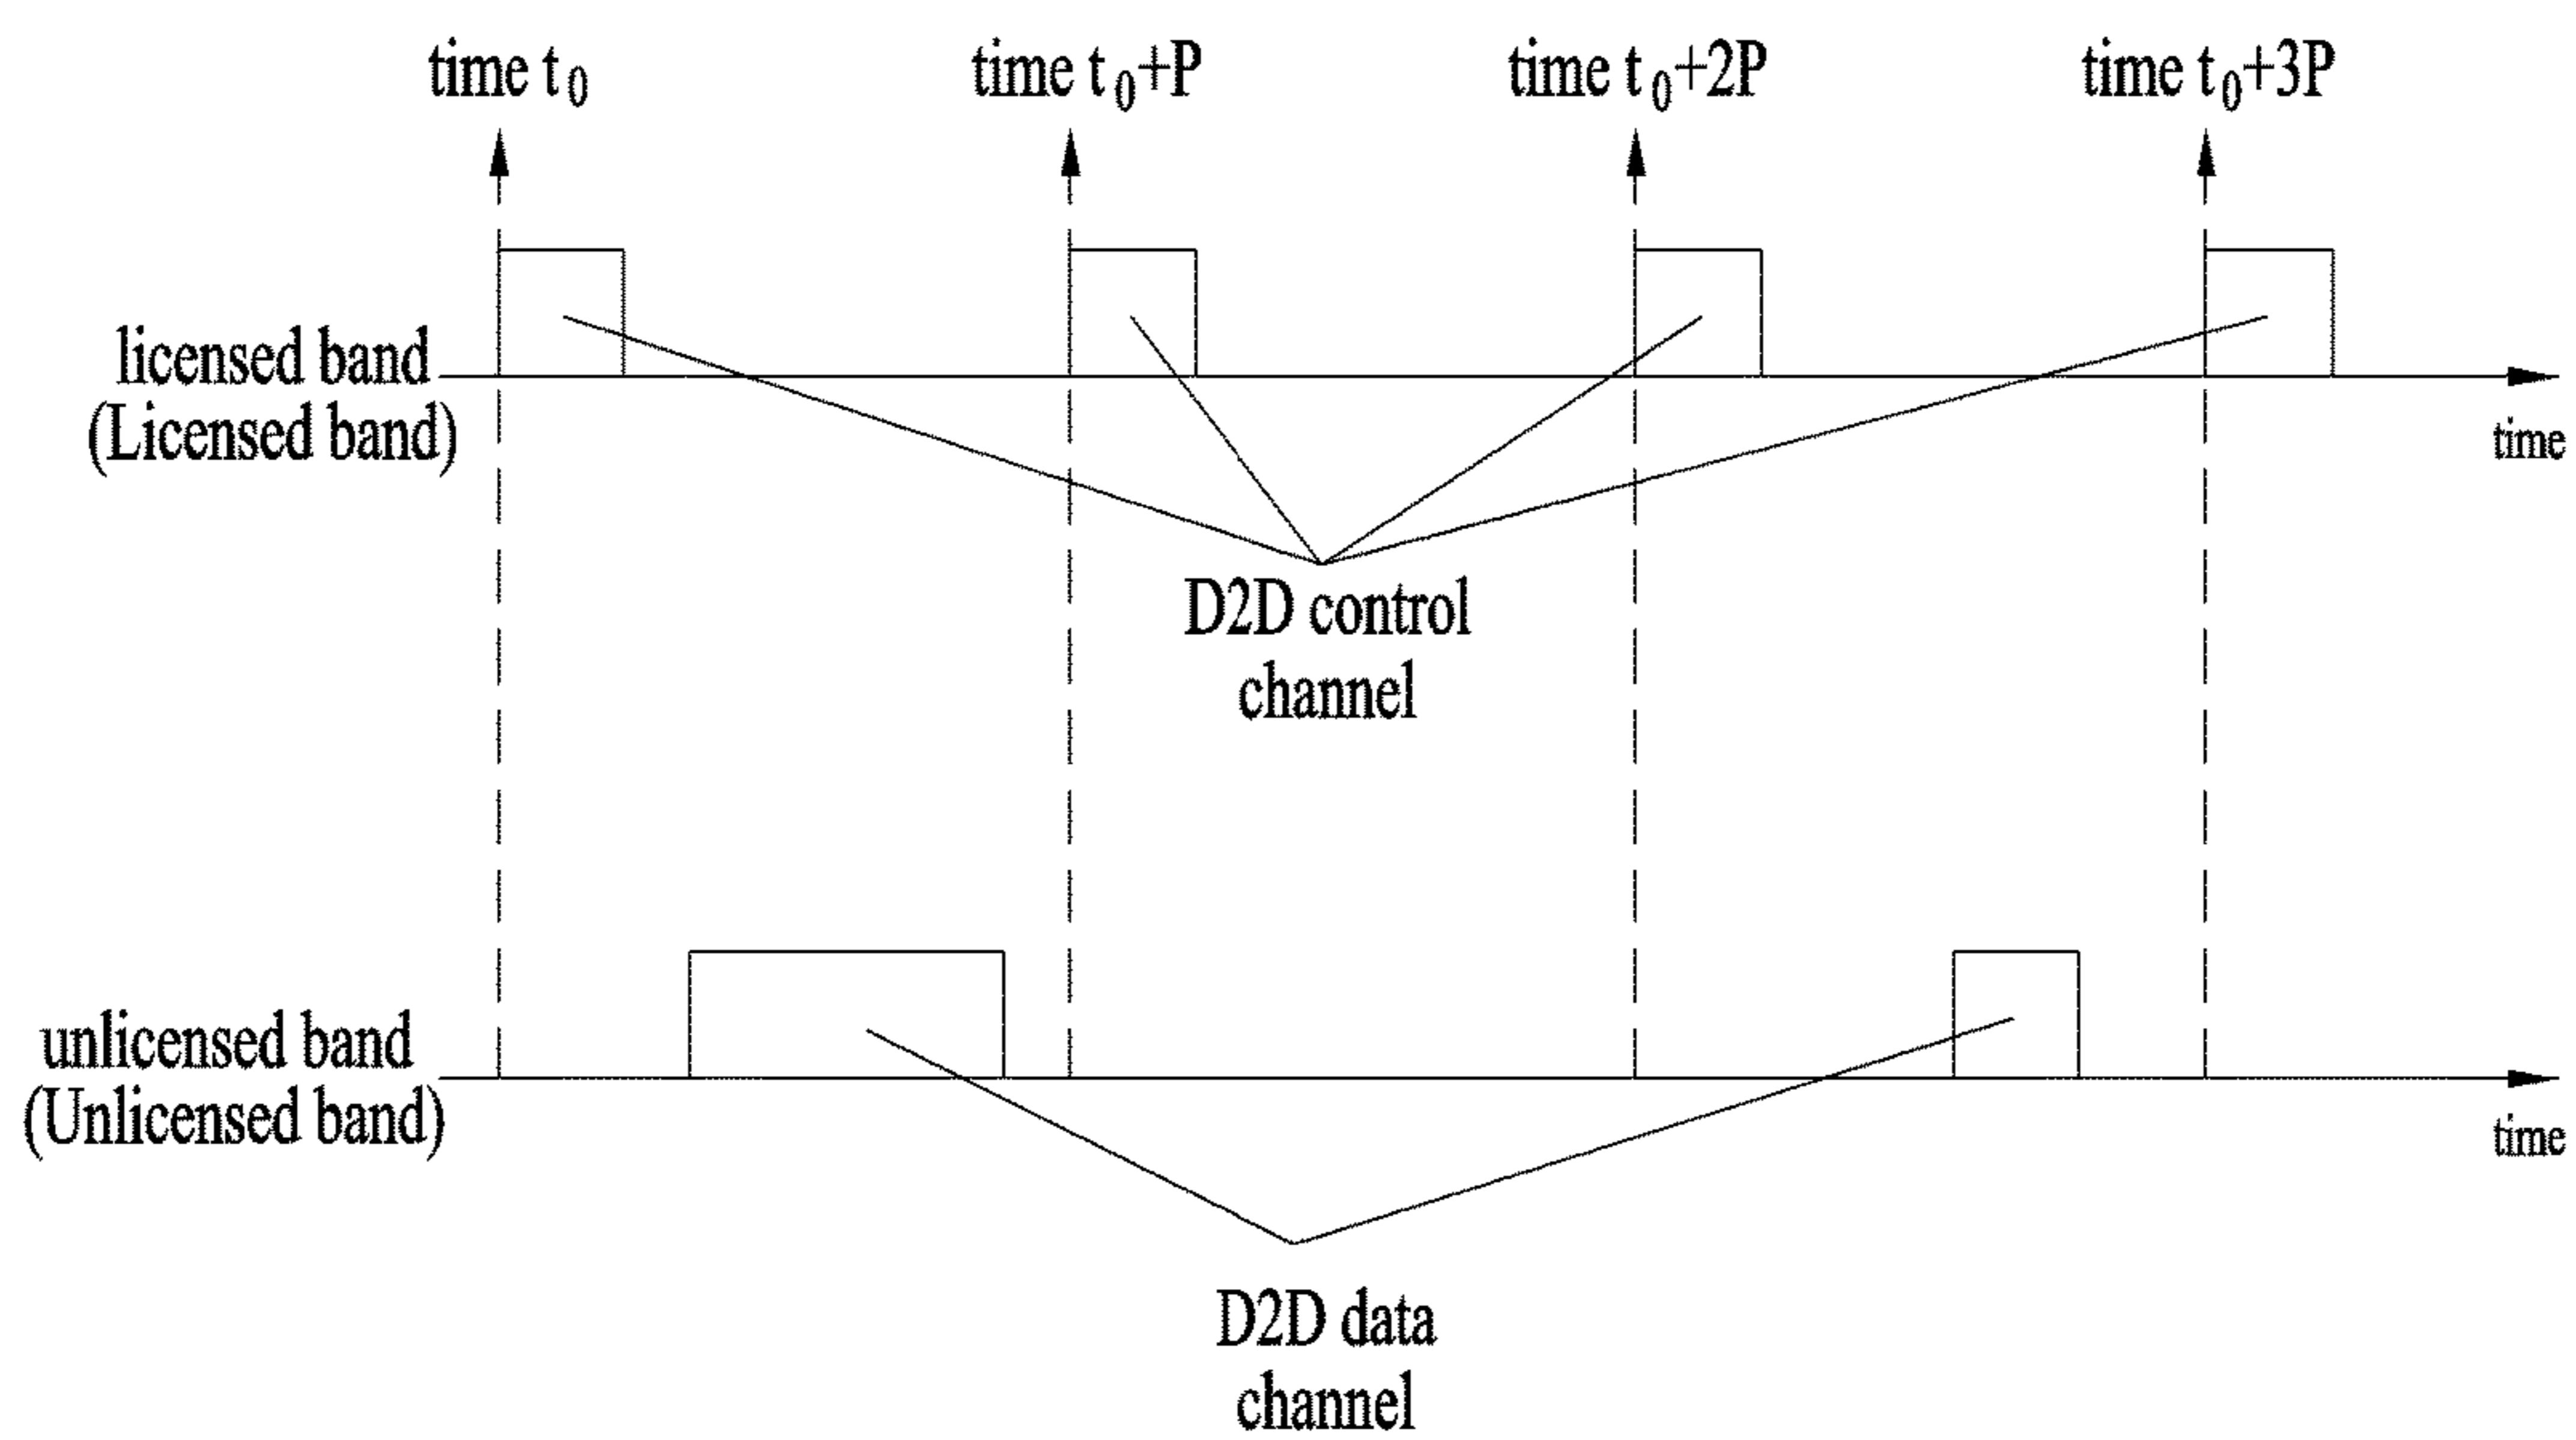 time t0
time t0+P
time t0+2P
time t0+3P
licensed band
(Licensed band)
time
D2D control
channel
unlicensed band
(Unlicensed band)
time
D2D data
channel